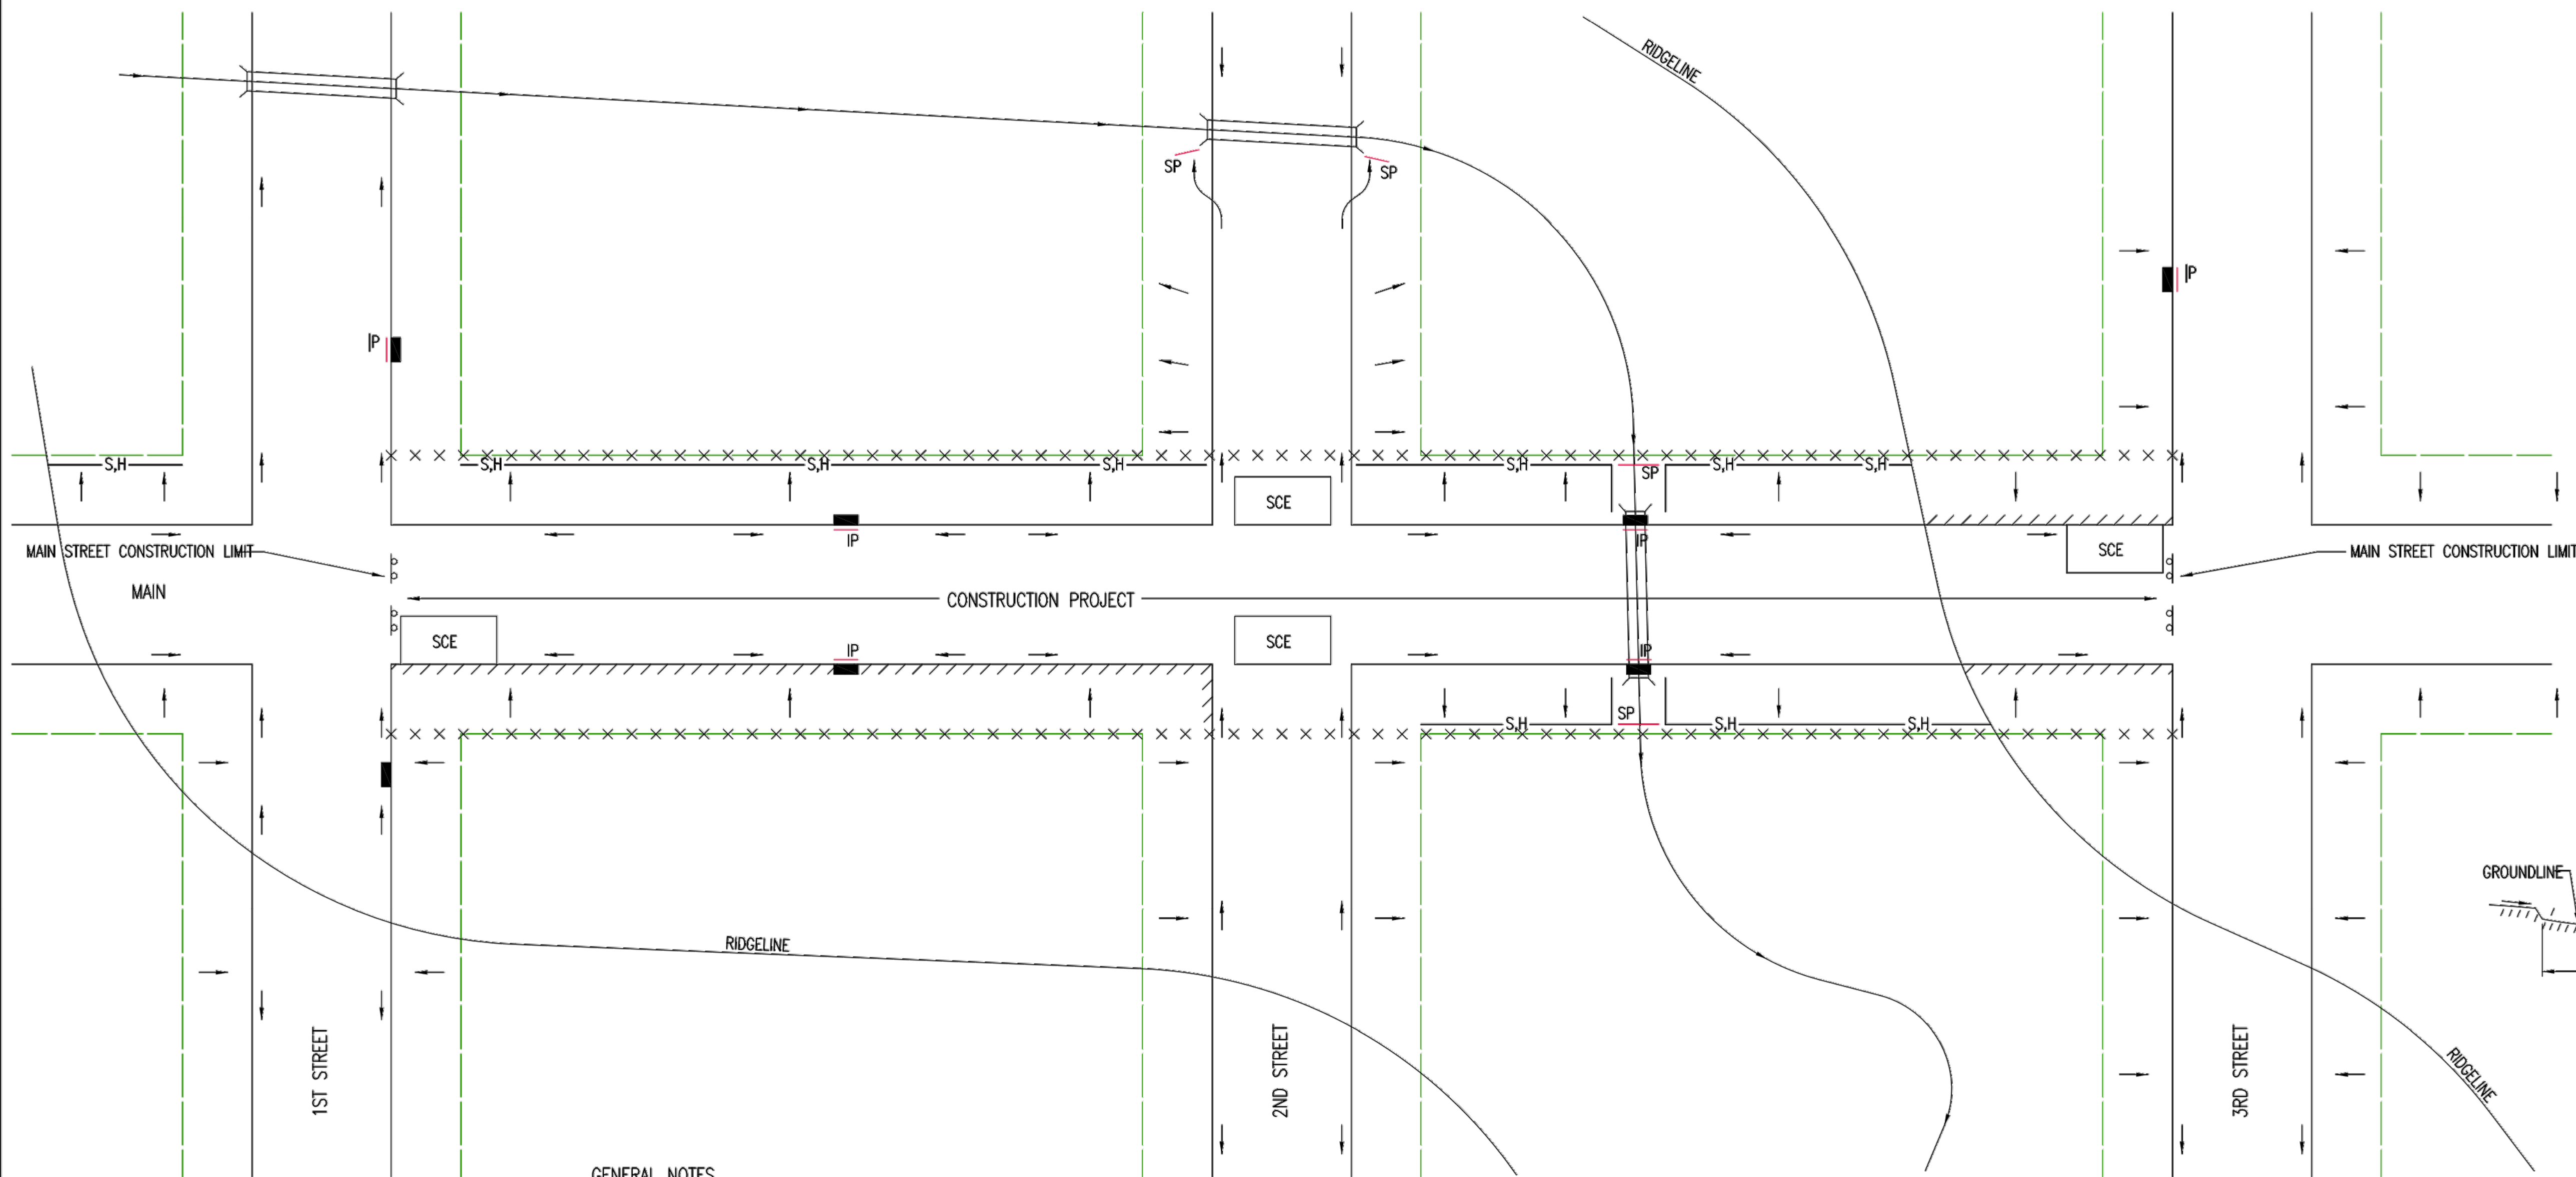 RIDGELINE
SP
SP
IP
IP
S,H
S,H
S,H
S,H
S,H
S,H
S,H
SP
SCE
IP
IP
SCE
MAIN STREET CONSTRUCTION LIMIT
MAIN STREET CONSTRUCTION LIMIT
MAIN
CONSTRUCTION PROJECT
SCE
SCE
IP
IP
SP
S,H
S,H
S,H
GROUNDLINE
RIDGELINE
1ST STREET
2ND STREET
3RD STREET
RIDGELINE
GENERAL NOTES